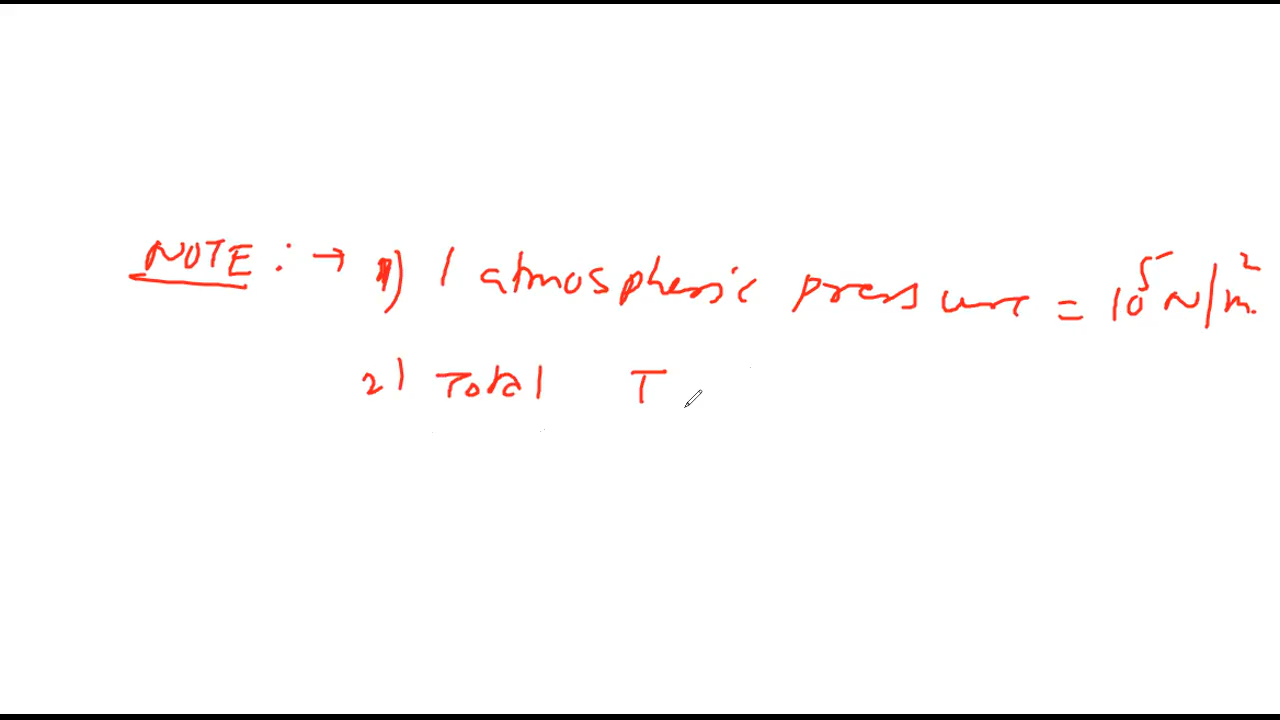 NOTE : → 1) 1 atmospheric pressure = 10⁵ N/m²
2) Total T